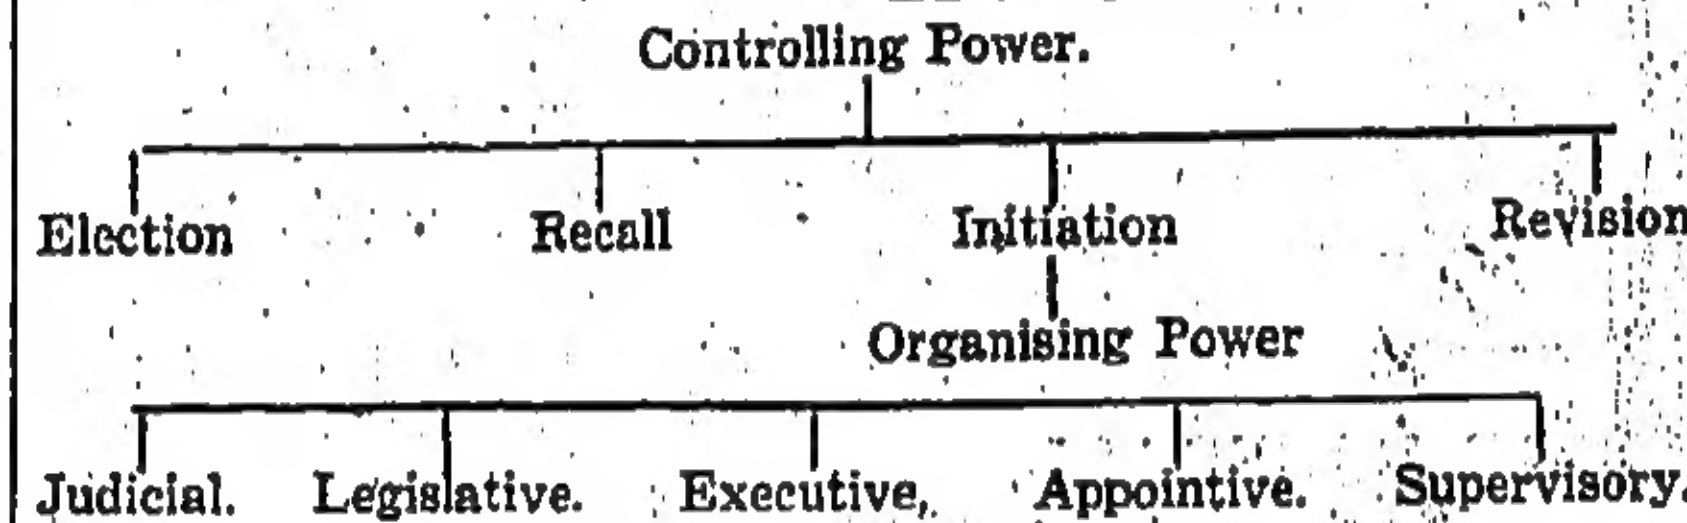 Controlling Power.
Election Recall Initiation Revision
Organising Power
Judicial. Legislative. Executive, Appointive. Supervisory.